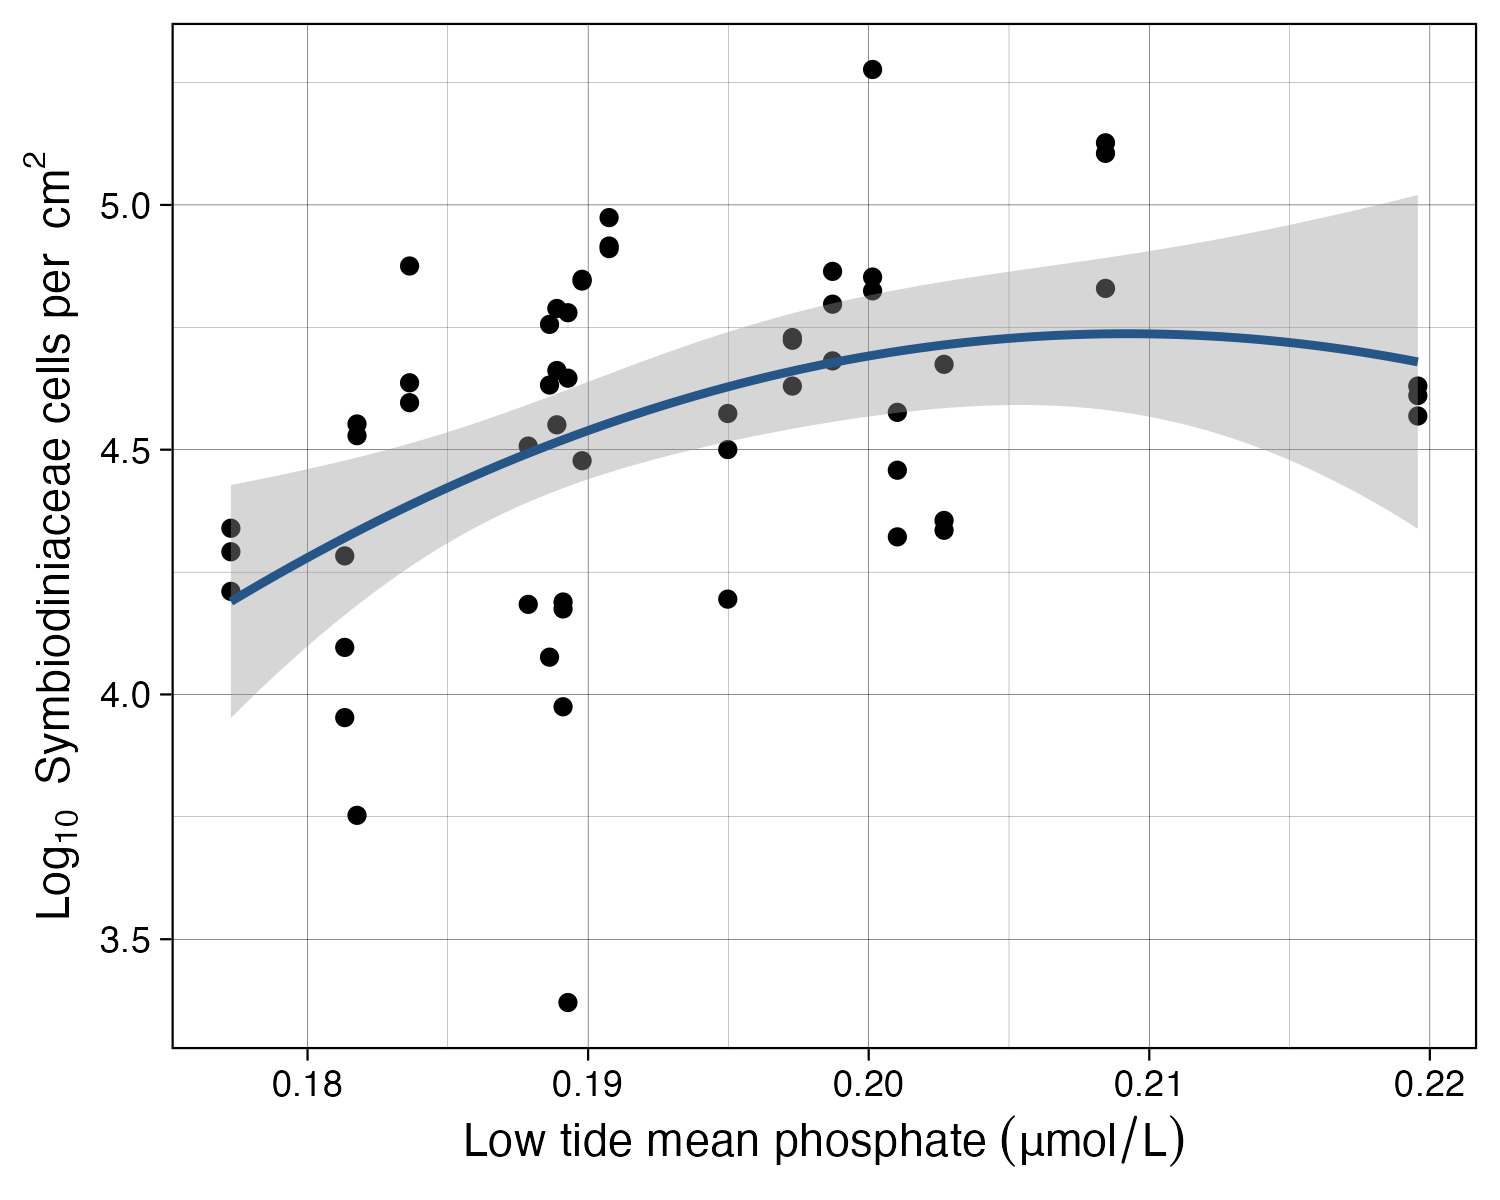 Log₁₀ Symbiodiniaceae cells per cm²
5.0
4.5
4.0
3.5
0.18 0.19 0.20 0.21 0.22
Low tide mean phosphate (µmol/L)